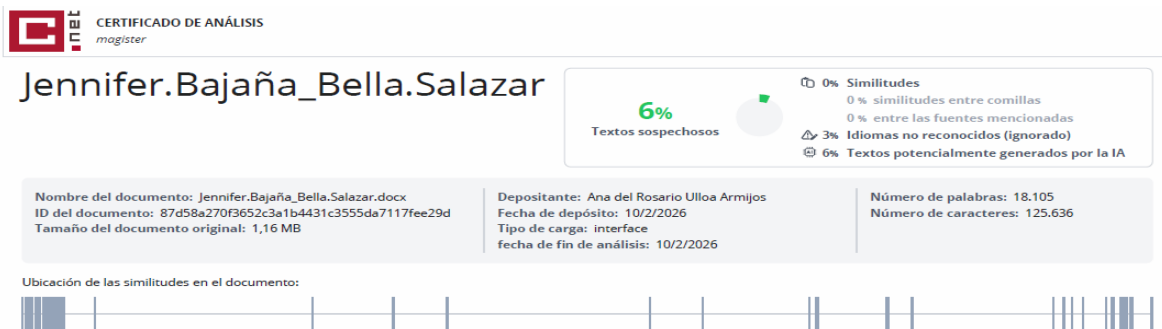 C.net
CERTIFICADO DE ANÁLISIS
magister
Jennifer.Bajaña_Bella.Salazar
6%
Textos sospechosos
0% Similitudes
0 % similitudes entre comillas
0 % entre las fuentes mencionadas
3% Idiomas no reconocidos (ignorado)
6% Textos potencialmente generados por la IA
Nombre del documento: Jennifer.Bajaña_Bella.Salazar.docx
ID del documento: 87d58a270f3652c3a1b4431c3555da7117fee29d
Tamaño del documento original: 1,16 MB
Depositante: Ana del Rosario Ulloa Armijos
Fecha de depósito: 10/2/2026
Tipo de carga: interface
fecha de fin de análisis: 10/2/2026
Número de palabras: 18.105
Número de caracteres: 125.636
Ubicación de las similitudes en el documento: